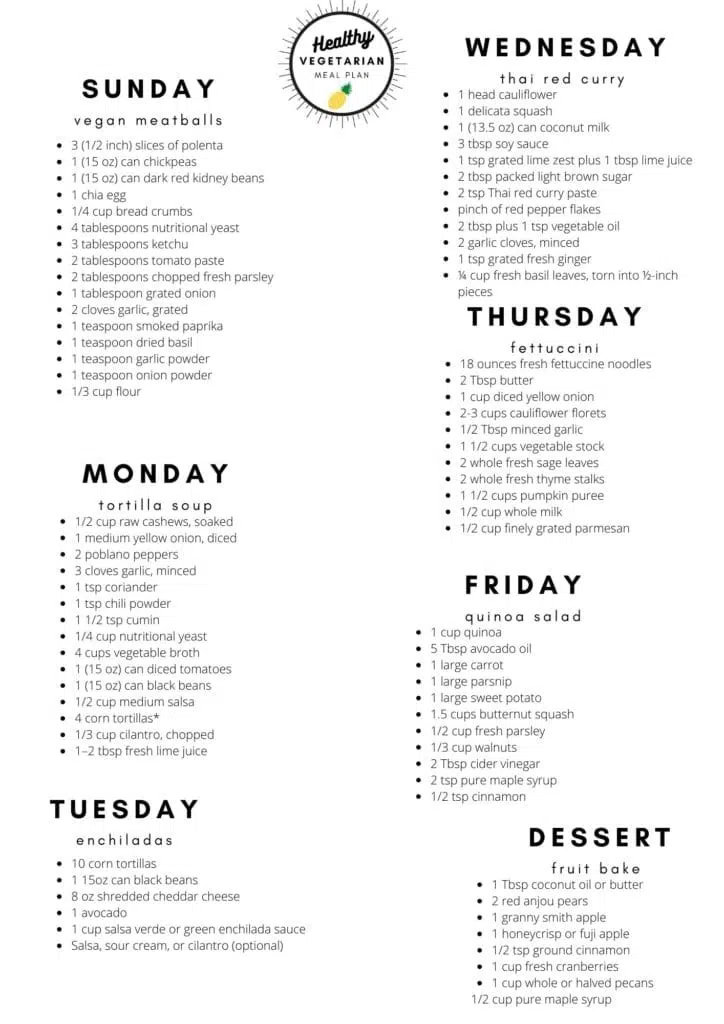 Healthy
VEGETARIAN
MEAL PLAN
SUNDAY
vegan meatballs
• 3 (1/2 inch) slices of polenta
• 1 (15 oz) can chickpeas
• 1 (15 oz) can dark red kidney beans
• 1 chia egg
• 1/4 cup bread crumbs
• 4 tablespoons nutritional yeast
• 3 tablespoons ketchu
• 2 tablespoons tomato paste
• 2 tablespoons chopped fresh parsley
• 1 tablespoon grated onion
• 2 cloves garlic, grated
• 1 teaspoon smoked paprika
• 1 teaspoon dried basil
• 1 teaspoon garlic powder
• 1 teaspoon onion powder
• 1/3 cup flour
MONDAY
tortilla soup
• 1/2 cup raw cashews, soaked
• 1 medium yellow onion, diced
• 2 poblano peppers
• 3 cloves garlic, minced
• 1 tsp coriander
• 1 tsp chili powder
• 1 1/2 tsp cumin
• 1/4 cup nutritional yeast
• 4 cups vegetable broth
• 1 (15 oz) can diced tomatoes
• 1 (15 oz) can black beans
• 1/2 cup medium salsa
• 4 corn tortillas*
• 1/3 cup cilantro, chopped
• 1–2 tbsp fresh lime juice
TUESDAY
enchiladas
• 10 corn tortillas
• 1 15oz can black beans
• 8 oz shredded cheddar cheese
• 1 avocado
• 1 cup salsa verde or green enchilada sauce
• Salsa, sour cream, or cilantro (optional)
WEDNESDAY
thai red curry
• 1 head cauliflower
• 1 delicata squash
• 1 (13.5 oz) can coconut milk
• 3 tbsp soy sauce
• 1 tsp grated lime zest plus 1 tbsp lime juice
• 2 tbsp packed light brown sugar
• 2 tsp Thai red curry paste
• pinch of red pepper flakes
• 2 tbsp plus 1 tsp vegetable oil
• 2 garlic cloves, minced
• 1 tsp grated fresh ginger
• ¼ cup fresh basil leaves, torn into ½-inch
pieces
THURSDAY
fettuccini
• 18 ounces fresh fettuccine noodles
• 2 Tbsp butter
• 1 cup diced yellow onion
• 2-3 cups cauliflower florets
• 1/2 Tbsp minced garlic
• 1 1/2 cups vegetable stock
• 2 whole fresh sage leaves
• 2 whole fresh thyme stalks
• 1 1/2 cups pumpkin puree
• 1/2 cup whole milk
• 1/2 cup finely grated parmesan
FRIDAY
quinoa salad
• 1 cup quinoa
• 5 Tbsp avocado oil
• 1 large carrot
• 1 large parsnip
• 1 large sweet potato
• 1.5 cups butternut squash
• 1/2 cup fresh parsley
• 1/3 cup walnuts
• 2 Tbsp cider vinegar
• 2 tsp pure maple syrup
• 1/2 tsp cinnamon
DESSERT
fruit bake
• 1 Tbsp coconut oil or butter
• 2 red anjou pears
• 1 granny smith apple
• 1 honeycrisp or fuji apple
• 1/2 tsp ground cinnamon
• 1 cup fresh cranberries
• 1 cup whole or halved pecans
1/2 cup pure maple syrup